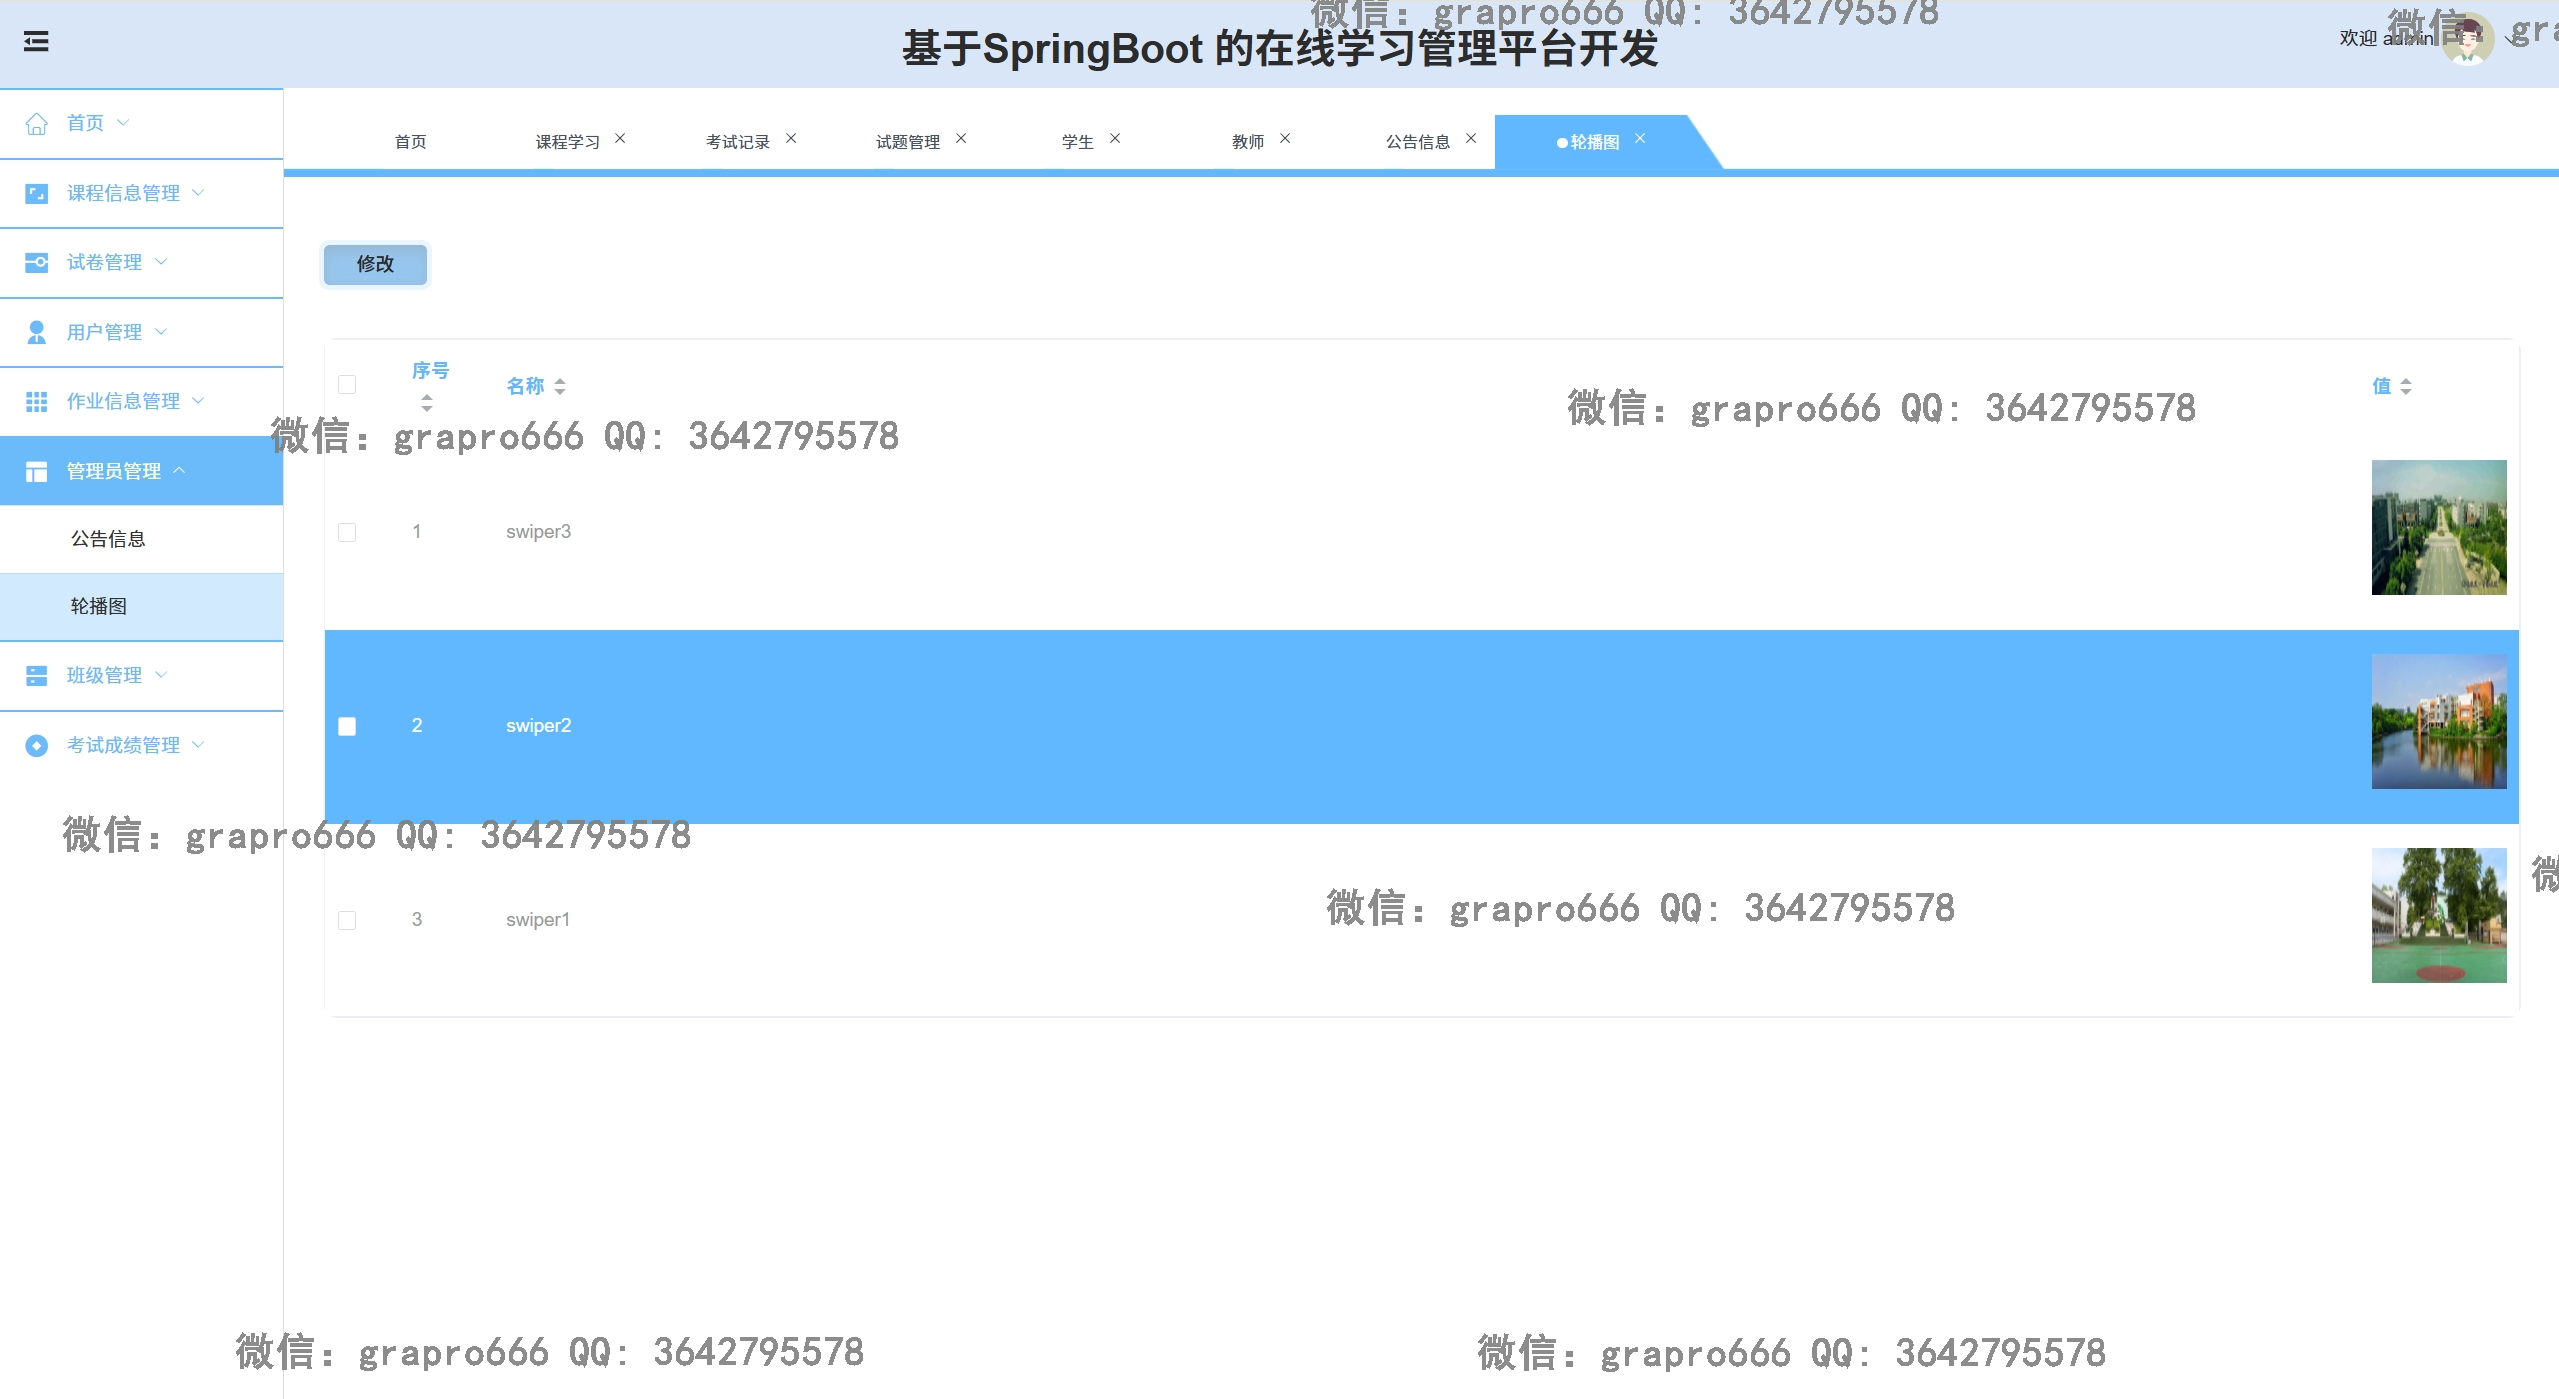 微信: grapro666 QQ: 3642795578
基于SpringBoot 的在线学习管理平台开发
欢迎 admin
微信: gra
首页
课程信息管理
试卷管理
用户管理
作业信息管理
管理员管理
公告信息
轮播图
班级管理
考试成绩管理
首页 课程学习 考试记录 试题管理 学生 教师 公告信息 轮播图
修改
序号 名称 值
微信: grapro666 QQ: 3642795578
微信: grapro666 QQ: 3642795578
1 swiper3
2 swiper2
微信: grapro666 QQ: 3642795578
微
3 swiper1
微信: grapro666 QQ: 3642795578
微信: grapro666 QQ: 3642795578
微信: grapro666 QQ: 3642795578